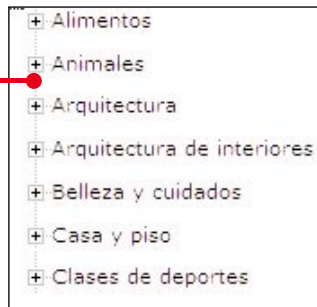 Alimentos
Animales
Arquitectura
Arquitectura de interiores
Belleza y cuidados
Casa y piso
Clases de deportes